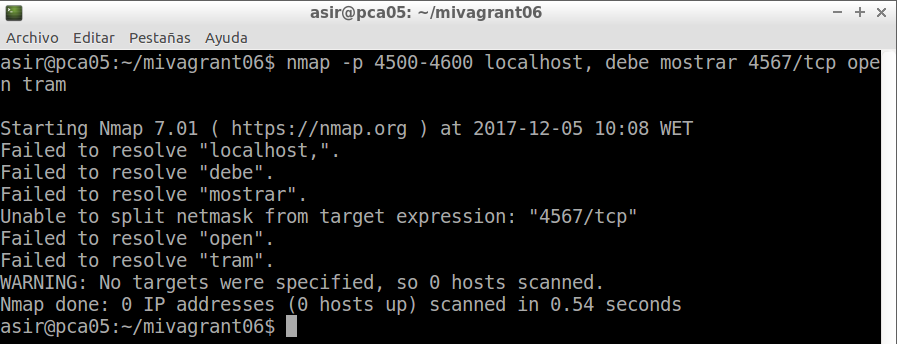 asir@pca05: ~/mivagrant06
Archivo Editar Pestañas Ayuda
asir@pca05:~/mivagrant06$ nmap -p 4500-4600 localhost, debe mostrar 4567/tcp ope
n tram
Starting Nmap 7.01 ( https://nmap.org ) at 2017-12-05 10:08 WET
Failed to resolve "localhost,".
Failed to resolve "debe".
Failed to resolve "mostrar".
Unable to split netmask from target expression: "4567/tcp"
Failed to resolve "open".
Failed to resolve "tram".
WARNING: No targets were specified, so 0 hosts scanned.
Nmap done: 0 IP addresses (0 hosts up) scanned in 0.54 seconds
asir@pca05:~/mivagrant06$